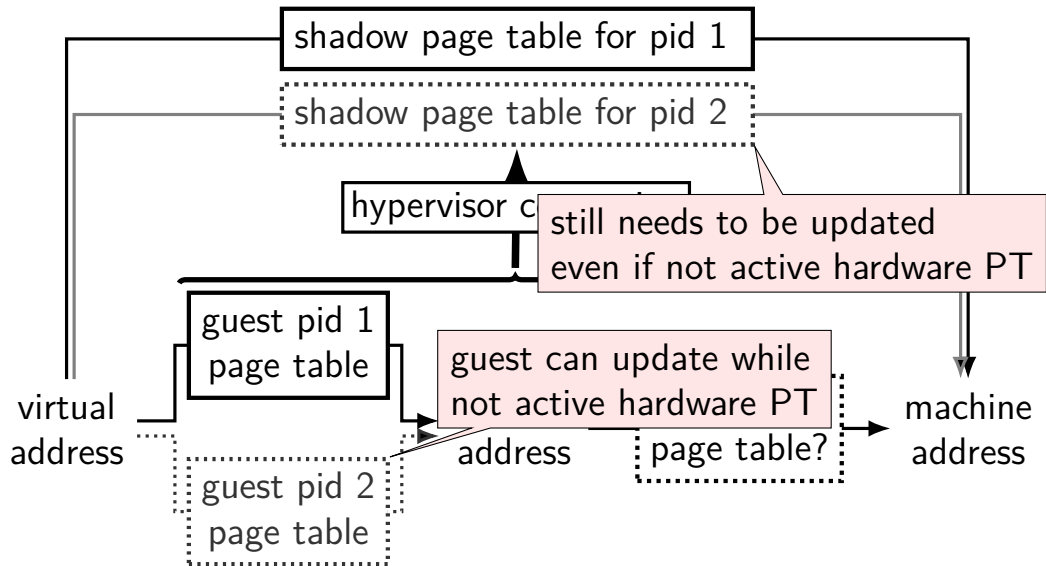 shadow page table for pid 1
shadow page table for pid 2
hypervisor
still needs to be updated
even if not active hardware PT
guest pid 1
page table
guest can update while
not active hardware PT
virtual
address
address
page table?
machine
address
guest pid 2
page table